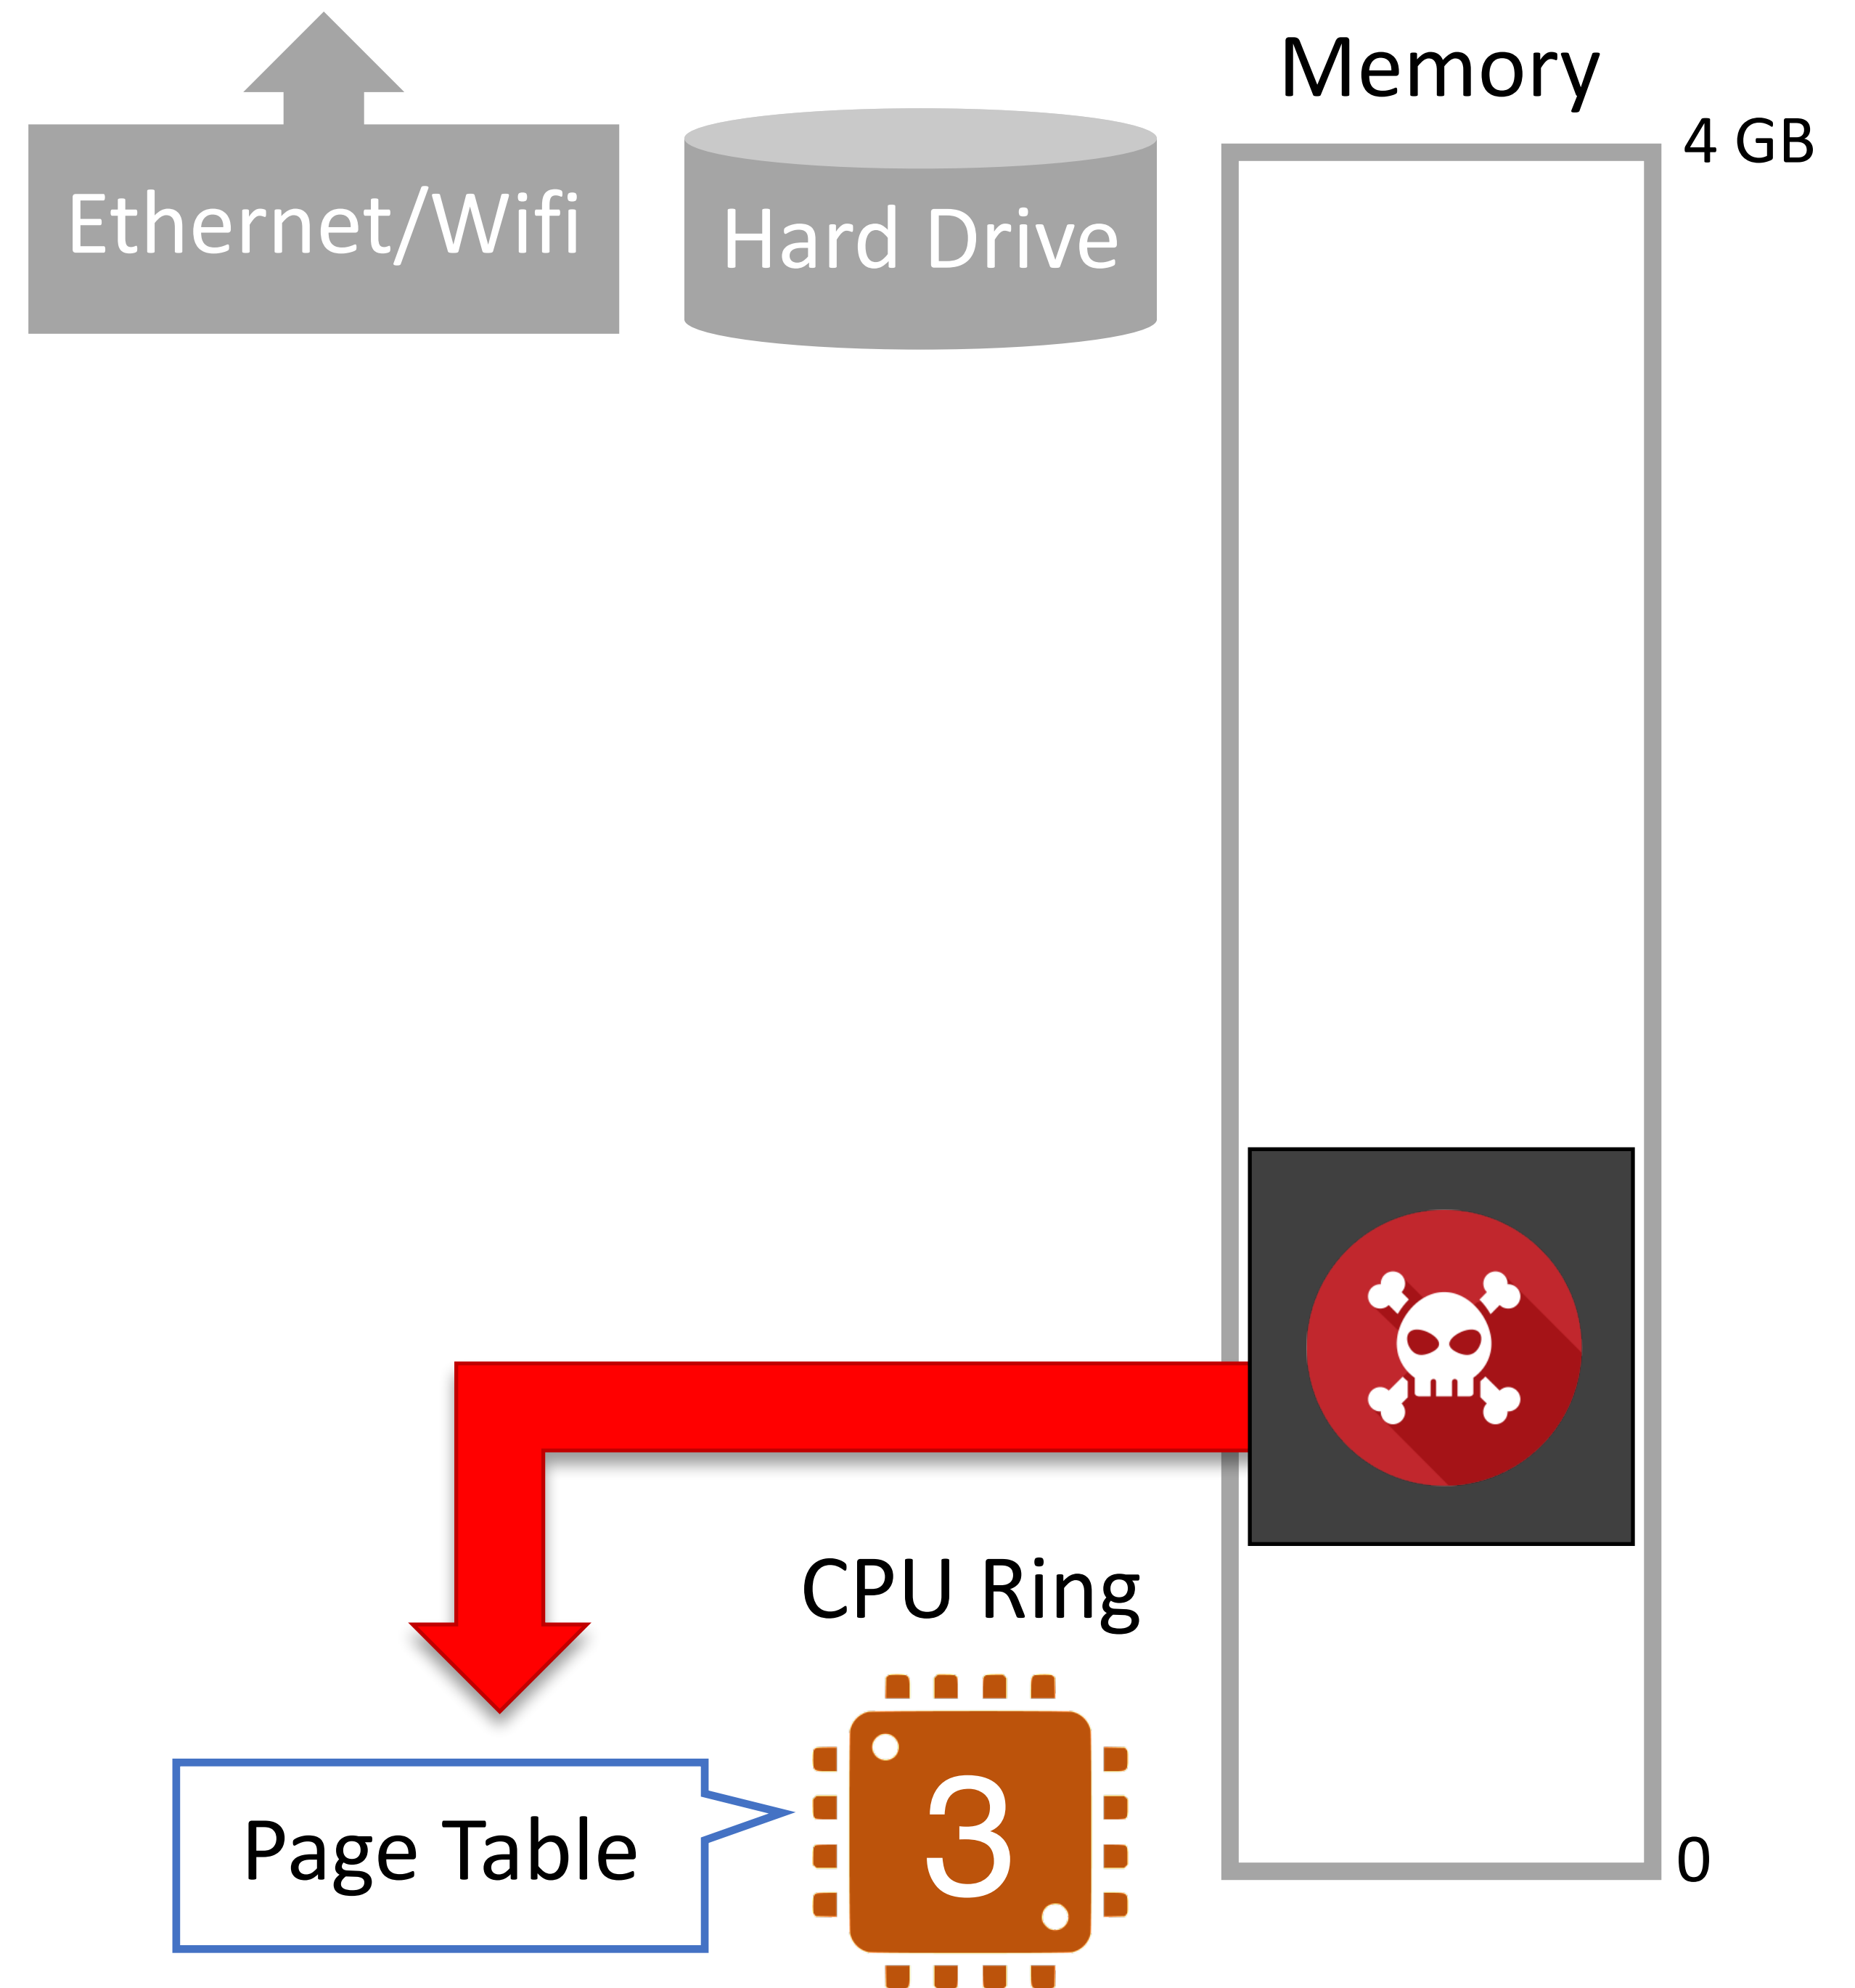 Memory
4 GB
Ethernet/Wifi
Hard Drive
CPU Ring
3
Page Table
0